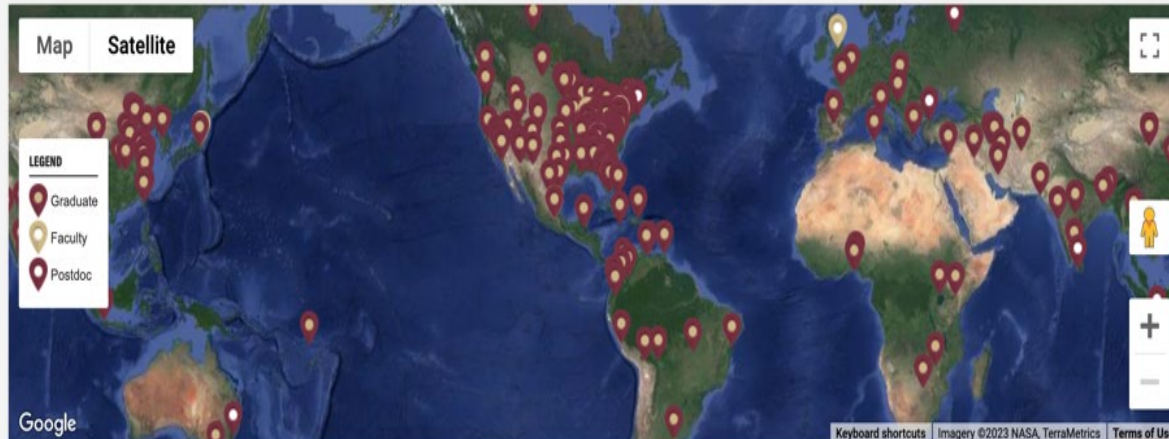 Map Satellite
LEGEND
Graduate
Faculty
Postdoc
Google
Keyboard shortcuts Imagery ©2023 NASA, TerraMetrics Terms of Us